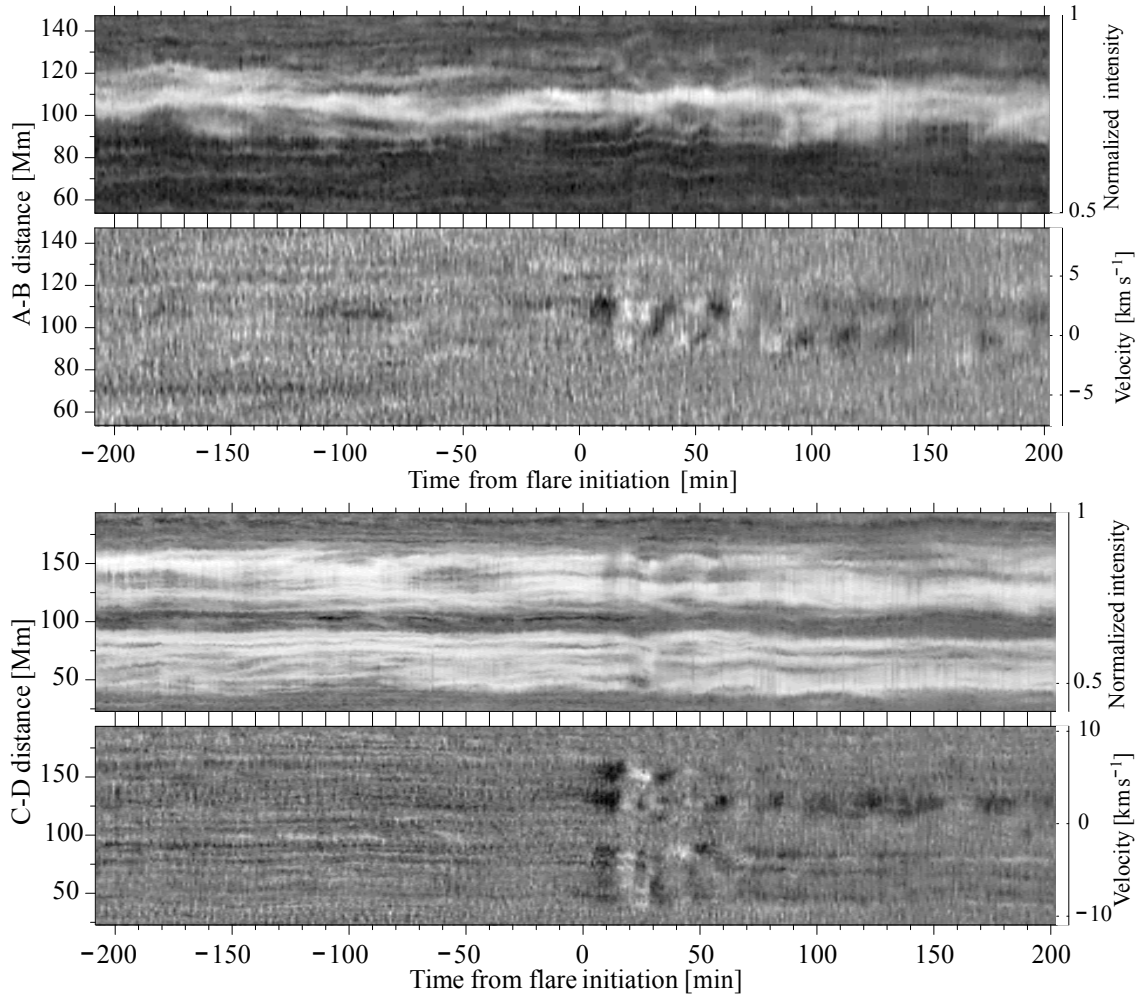 140
120
100
80
60
1
0.5
Normalized intensity
A-B distance [Mm]
140
120
100
80
60
5
0
−5
Velocity [km s−1]
−200 −150 −100 −50 0 50 100 150 200
Time from flare initiation [min]
150
100
50
1
0.5
Normalized intensity
C-D distance [Mm]
150
100
50
10
0
−10
Velocity [km s−1]
−200 −150 −100 −50 0 50 100 150 200
Time from flare initiation [min]